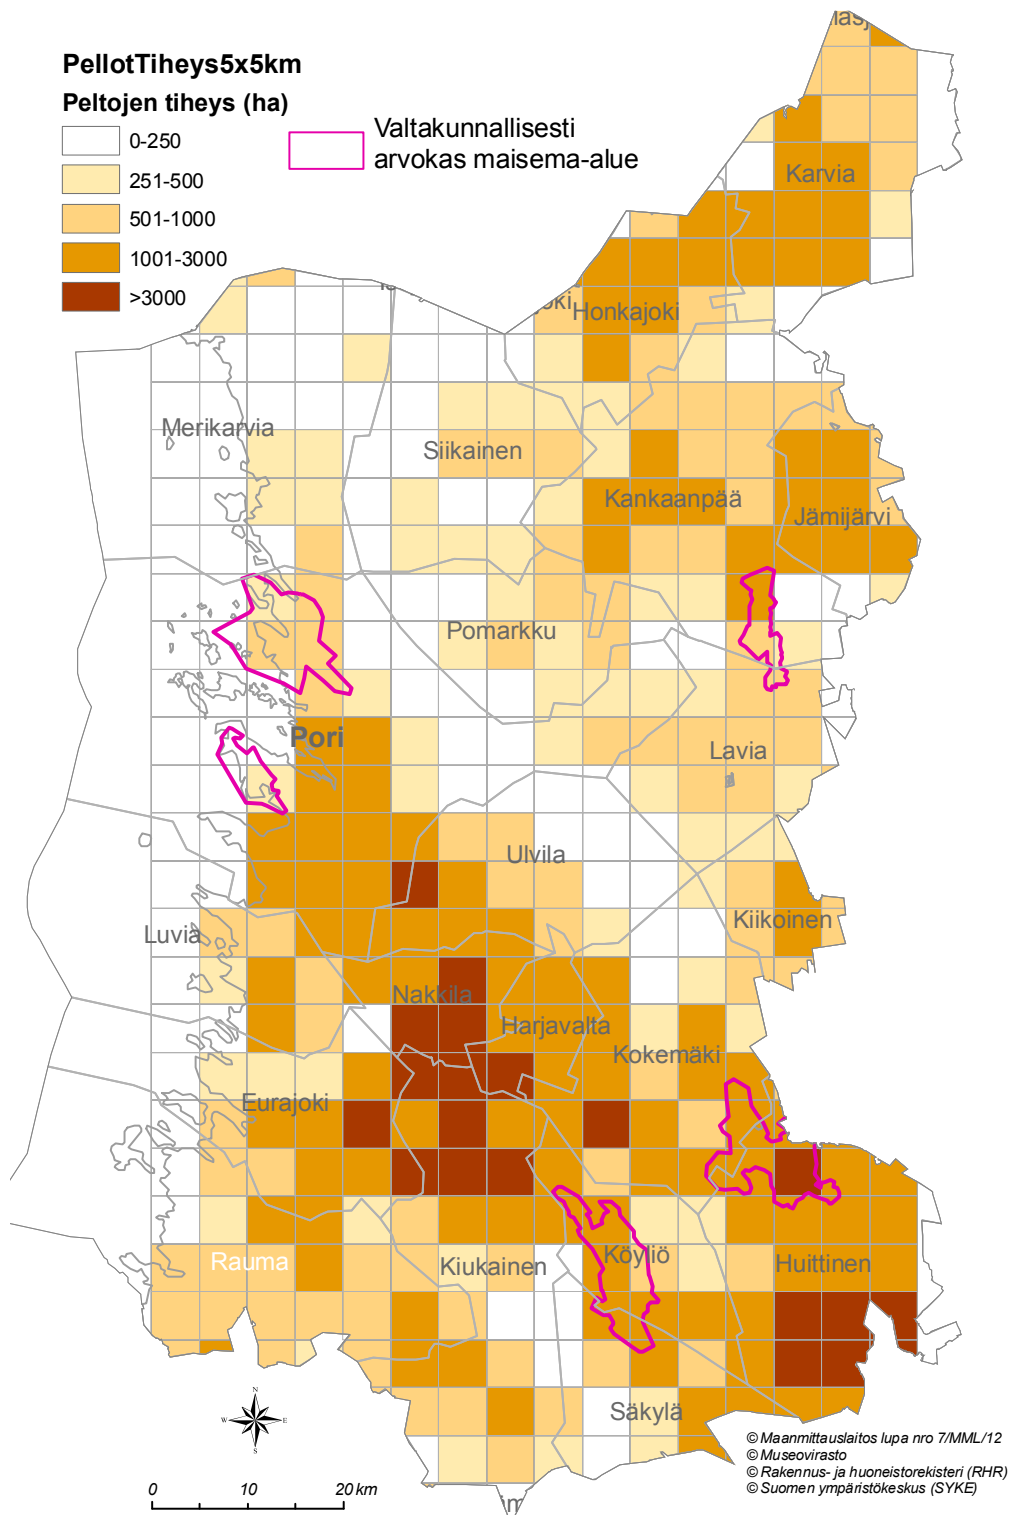 PellotTiheys5x5km
Peltojen tiheys (ha)
0-250
251-500
501-1000
1001-3000
>3000
Valtakunnallisesti
arvokas maisema-alue
Karvia
Honkajoki
Merikarvia
Siikainen
Kankaanpää
Jämijärvi
Pomarkku
Pori
Lavia
Ulvila
Kiikoinen
Luvia
Nakkila
Harjavalta
Kokemäki
Eurajoki
Rauma
Kiukainen
Köyliö
Huittinen
Säkylä
N
W
E
S
0
10
20 km
© Maanmittauslaitos lupa nro 7/MML/12
© Museovirasto
© Rakennus- ja huoneistorekisteri (RHR)
© Suomen ympäristökeskus (SYKE)